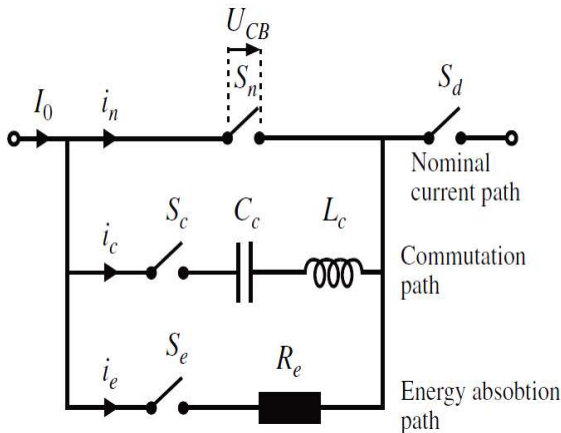 U_CB
S_n
S_d
I_0
i_n
Nominal
current path
S_c
C_c
L_c
i_c
Commutation
path
S_e
R_e
i_e
Energy absobtion
path